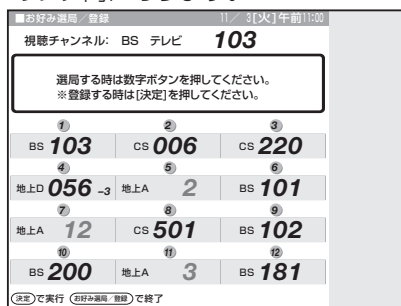 ■お好み選局／登録 11／ 3[火]午前11:00
視聴チャンネル: BS テレビ 103
選局する時は数字ボタンを押してください。
※登録する時は[決定]を押してください。
① ② ③
BS 103 CS 006 CS 220
④ ⑤ ⑥
地上D 056 -3 地上A 2 BS 101
⑦ ⑧ ⑨
地上A 12 CS 501 BS 102
⑩ ⑪ ⑫
BS 200 地上A 3 BS 181
決定 で実行 お好み選局／登録 で終了